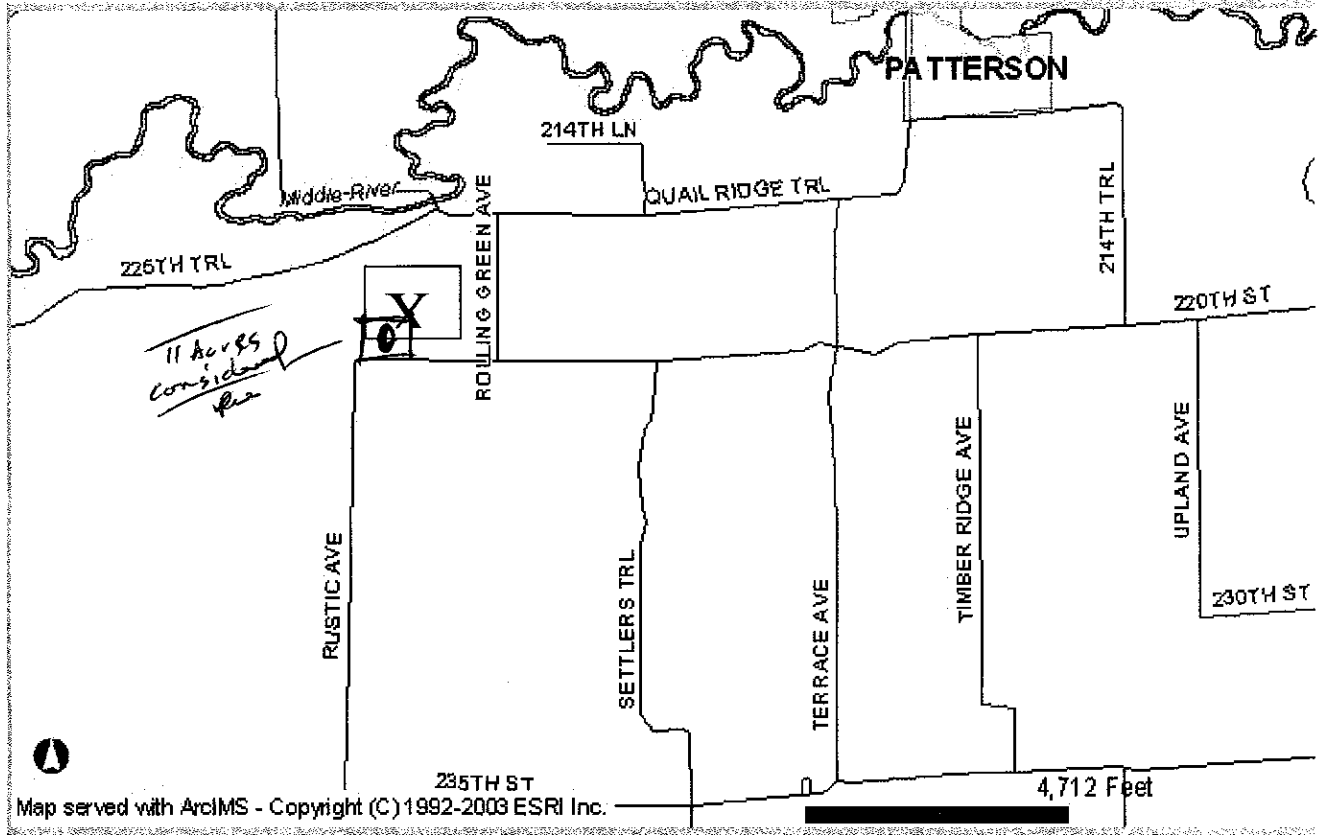 PATTERSON
214TH LN
Middle-River
QUAIL RIDGE TRL
ROLLING GREEN AVE
214TH TRL
225TH TRL
220TH ST
X
11 Acres
considered
RUSTIC AVE
SETTLERS TRL
TERRACE AVE
TIMBER RIDGE AVE
UPLAND AVE
230TH ST
235TH ST
4,712 Feet
Map served with ArcIMS - Copyright (C) 1992-2003 ESRI Inc.